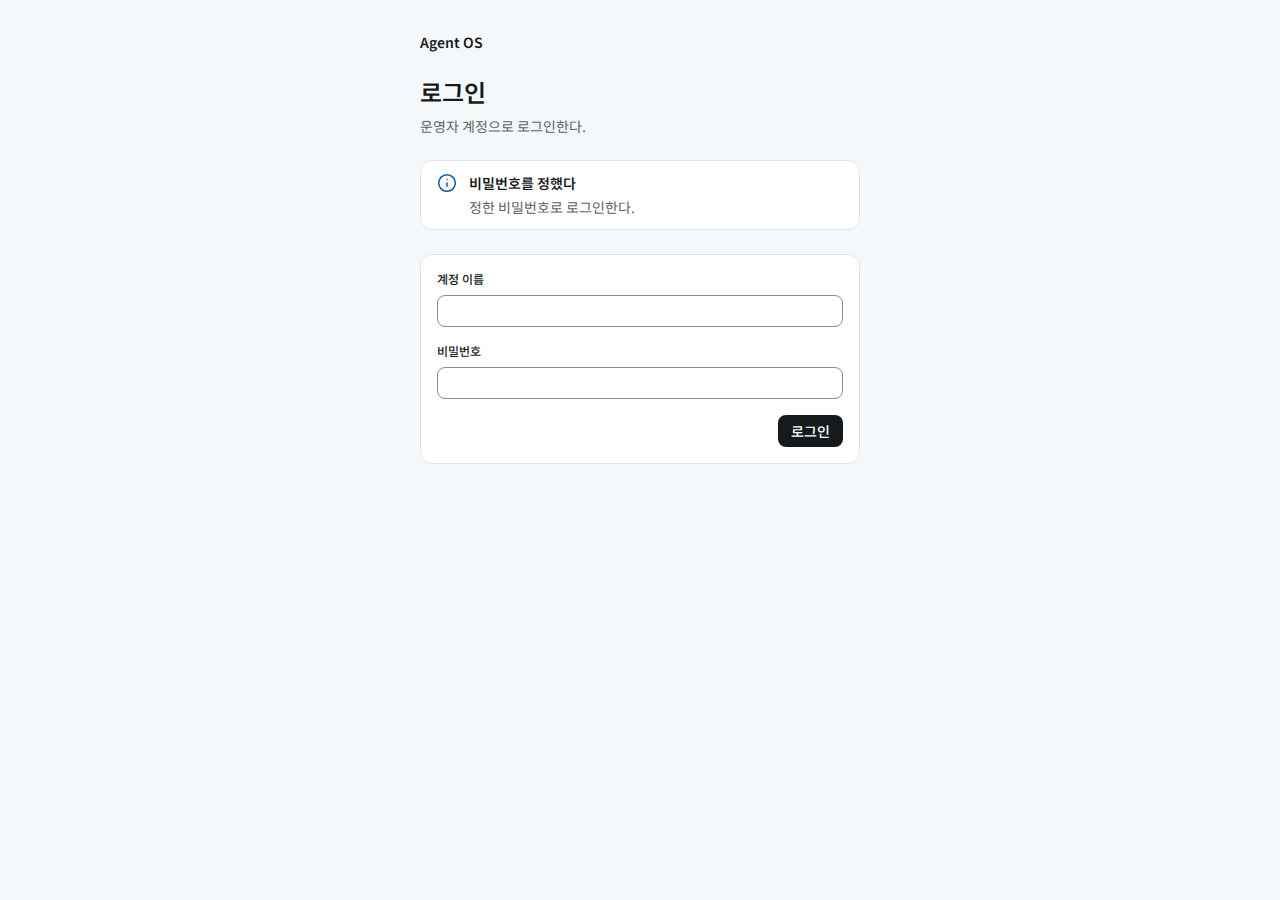 Agent OS
로그인
운영자 계정으로 로그인한다.
비밀번호를 정했다
정한 비밀번호로 로그인한다.
계정 이름
비밀번호
로그인